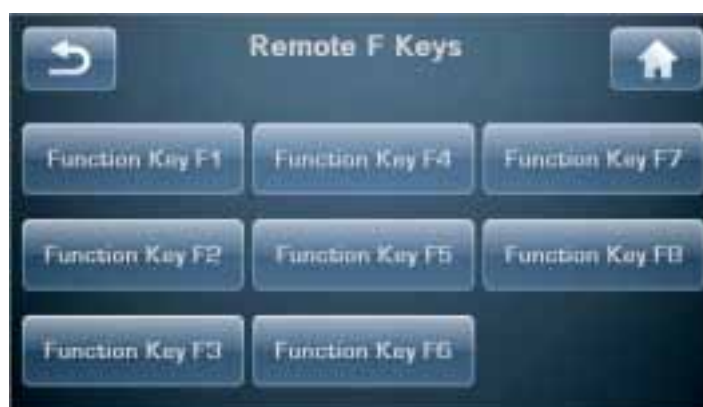 Remote F Keys
Function Key F1
Function Key F4
Function Key F7
Function Key F2
Function Key F5
Function Key F8
Function Key F3
Function Key F6